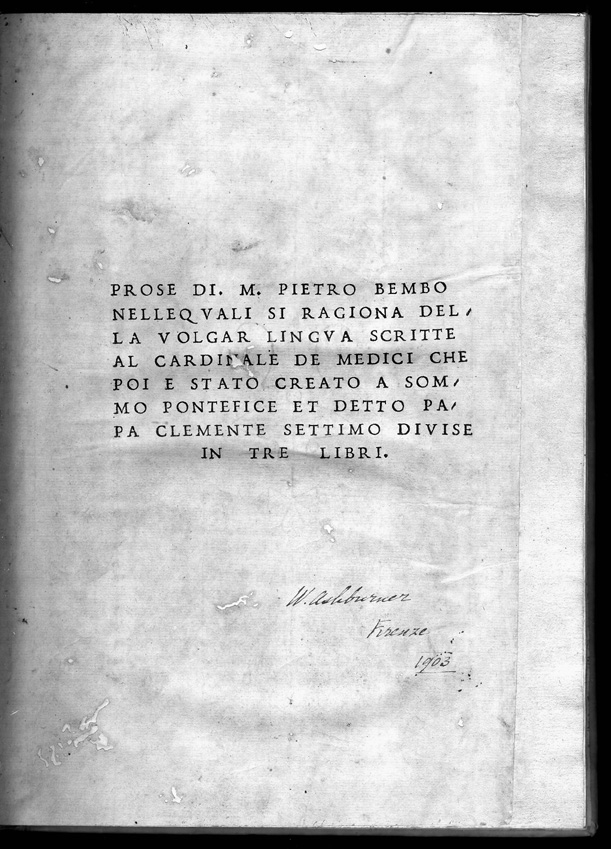 PROSE DI. M. PIETRO BEMBO
NELLEQVALI SI RAGIONA DEL/
LA VOLGAR LINGVA SCRITTE
AL CARDINALE DE MEDICI CHE
POI E STATO CREATO A SOM/
MO PONTEFICE ET DETTO PA/
PA CLEMENTE SETTIMO DIVISE
IN TRE LIBRI.
W. Ashburner
Firenze
1903